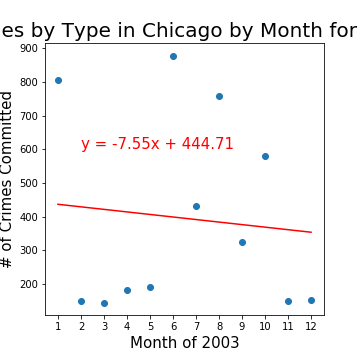 es by Type in Chicago by Month for
900
800
700
600
500
400
300
200
# of Crimes Committed
y = -7.55x + 444.71
1 2 3 4 5 6 7 8 9 10 11 12
Month of 2003